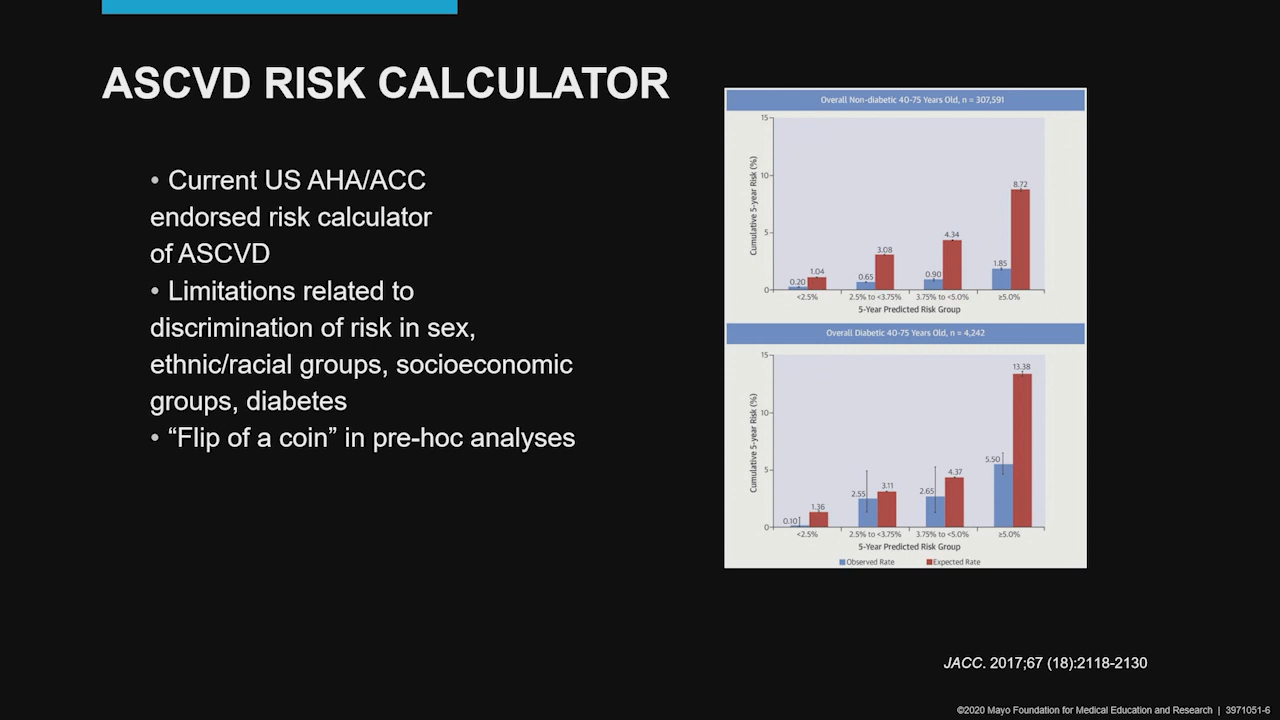 ASCVD RISK CALCULATOR
• Current US AHA/ACC
endorsed risk calculator
of ASCVD
• Limitations related to
discrimination of risk in sex,
ethnic/racial groups, socioeconomic
groups, diabetes
• “Flip of a coin” in pre-hoc analyses
Overall Non-diabetic 40-75 Years Old, n = 307,591
Cumulative 5-year Risk (%)
15
10
5
0
0.20 1.04 0.65 3.08 0.90 4.34 1.85 8.72
<2.5% 2.5% to <3.75% 3.75% to <5.0% ≥5.0%
5-Year Predicted Risk Group
Overall Diabetic 40-75 Years Old, n = 4,242
Cumulative 5-year Risk (%)
15
10
5
0
0.10 1.36 2.55 3.11 2.65 4.37 5.50 13.38
<2.5% 2.5% to <3.75% 3.75% to <5.0% ≥5.0%
5-Year Predicted Risk Group
Observed Rate Expected Rate
JACC. 2017;67 (18):2118-2130
©2020 Mayo Foundation for Medical Education and Research | 3971051-6